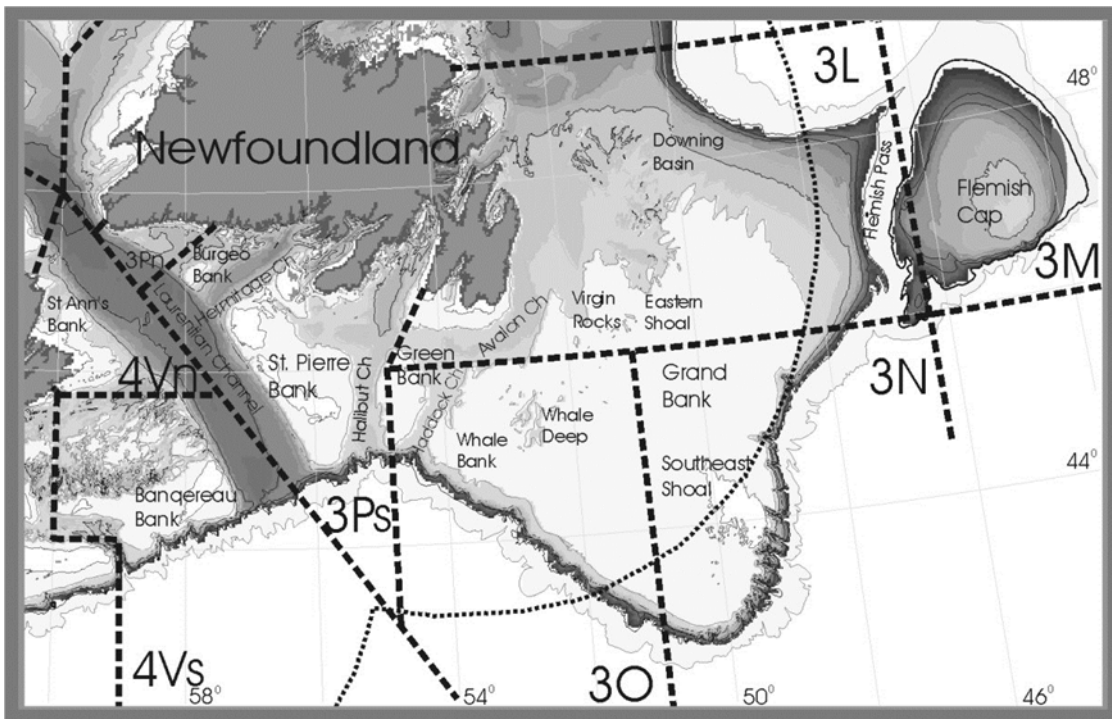 3L
48°
Downing
Basin
Newfoundland
Flemish Pass
Flemish
Cap
3Pn
Burgeo
Bank
Hermitage Ch
3M
St Ann's
Bank
Laurentian Channel
Virgin
Rocks
Eastern
Shoal
Avalon Ch
St. Pierre
Bank
Green
Bank
4Vn
Halibut Ch
Haddock Ch
Grand
Bank
3N
Whale
Deep
Whale
Bank
Southeast
Shoal
44°
Banqereau
Bank
3Ps
4Vs
58°
54°
3O
50°
46°